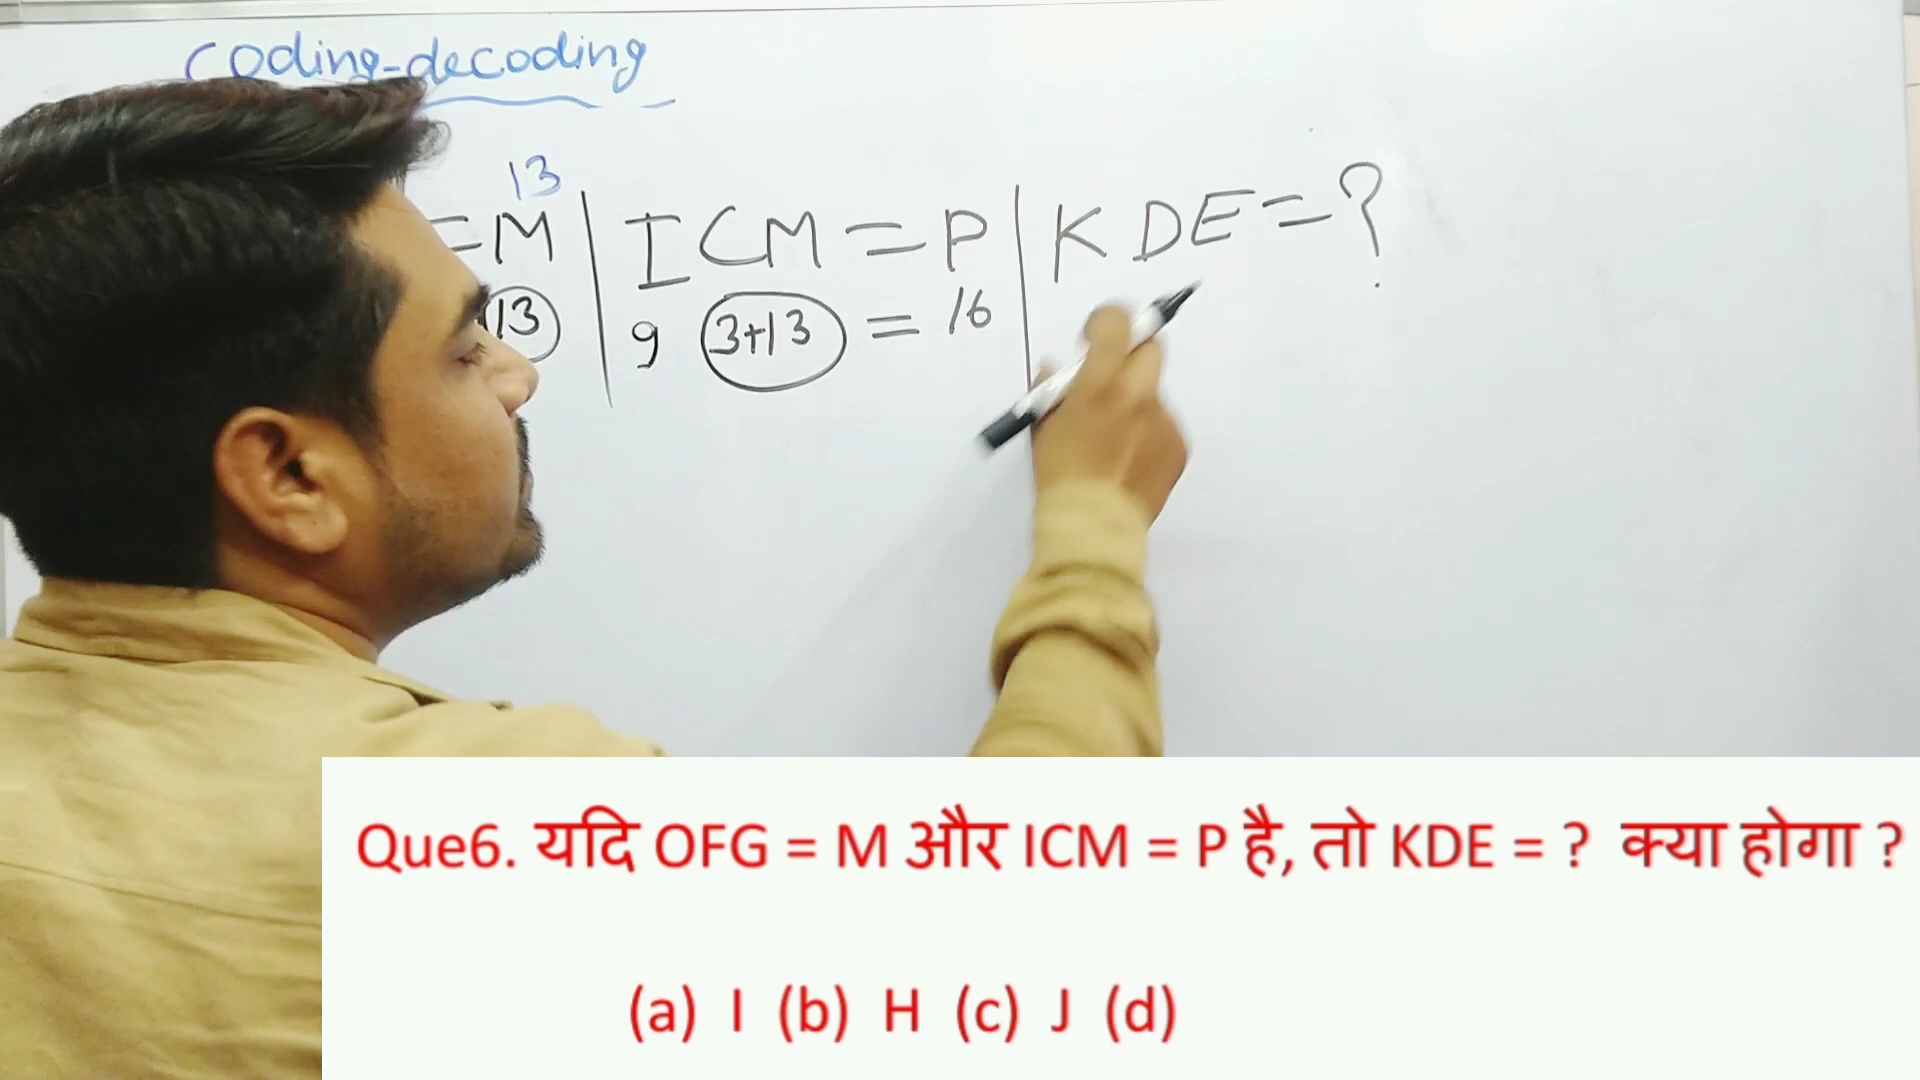 coding-decoding
13
=M | ICM = P | KDE = ?
13 | 9 3+13 = 16
Que6. यदि OFG = M और ICM = P है, तो KDE = ? क्या होगा ?
(a) I (b) H (c) J (d)